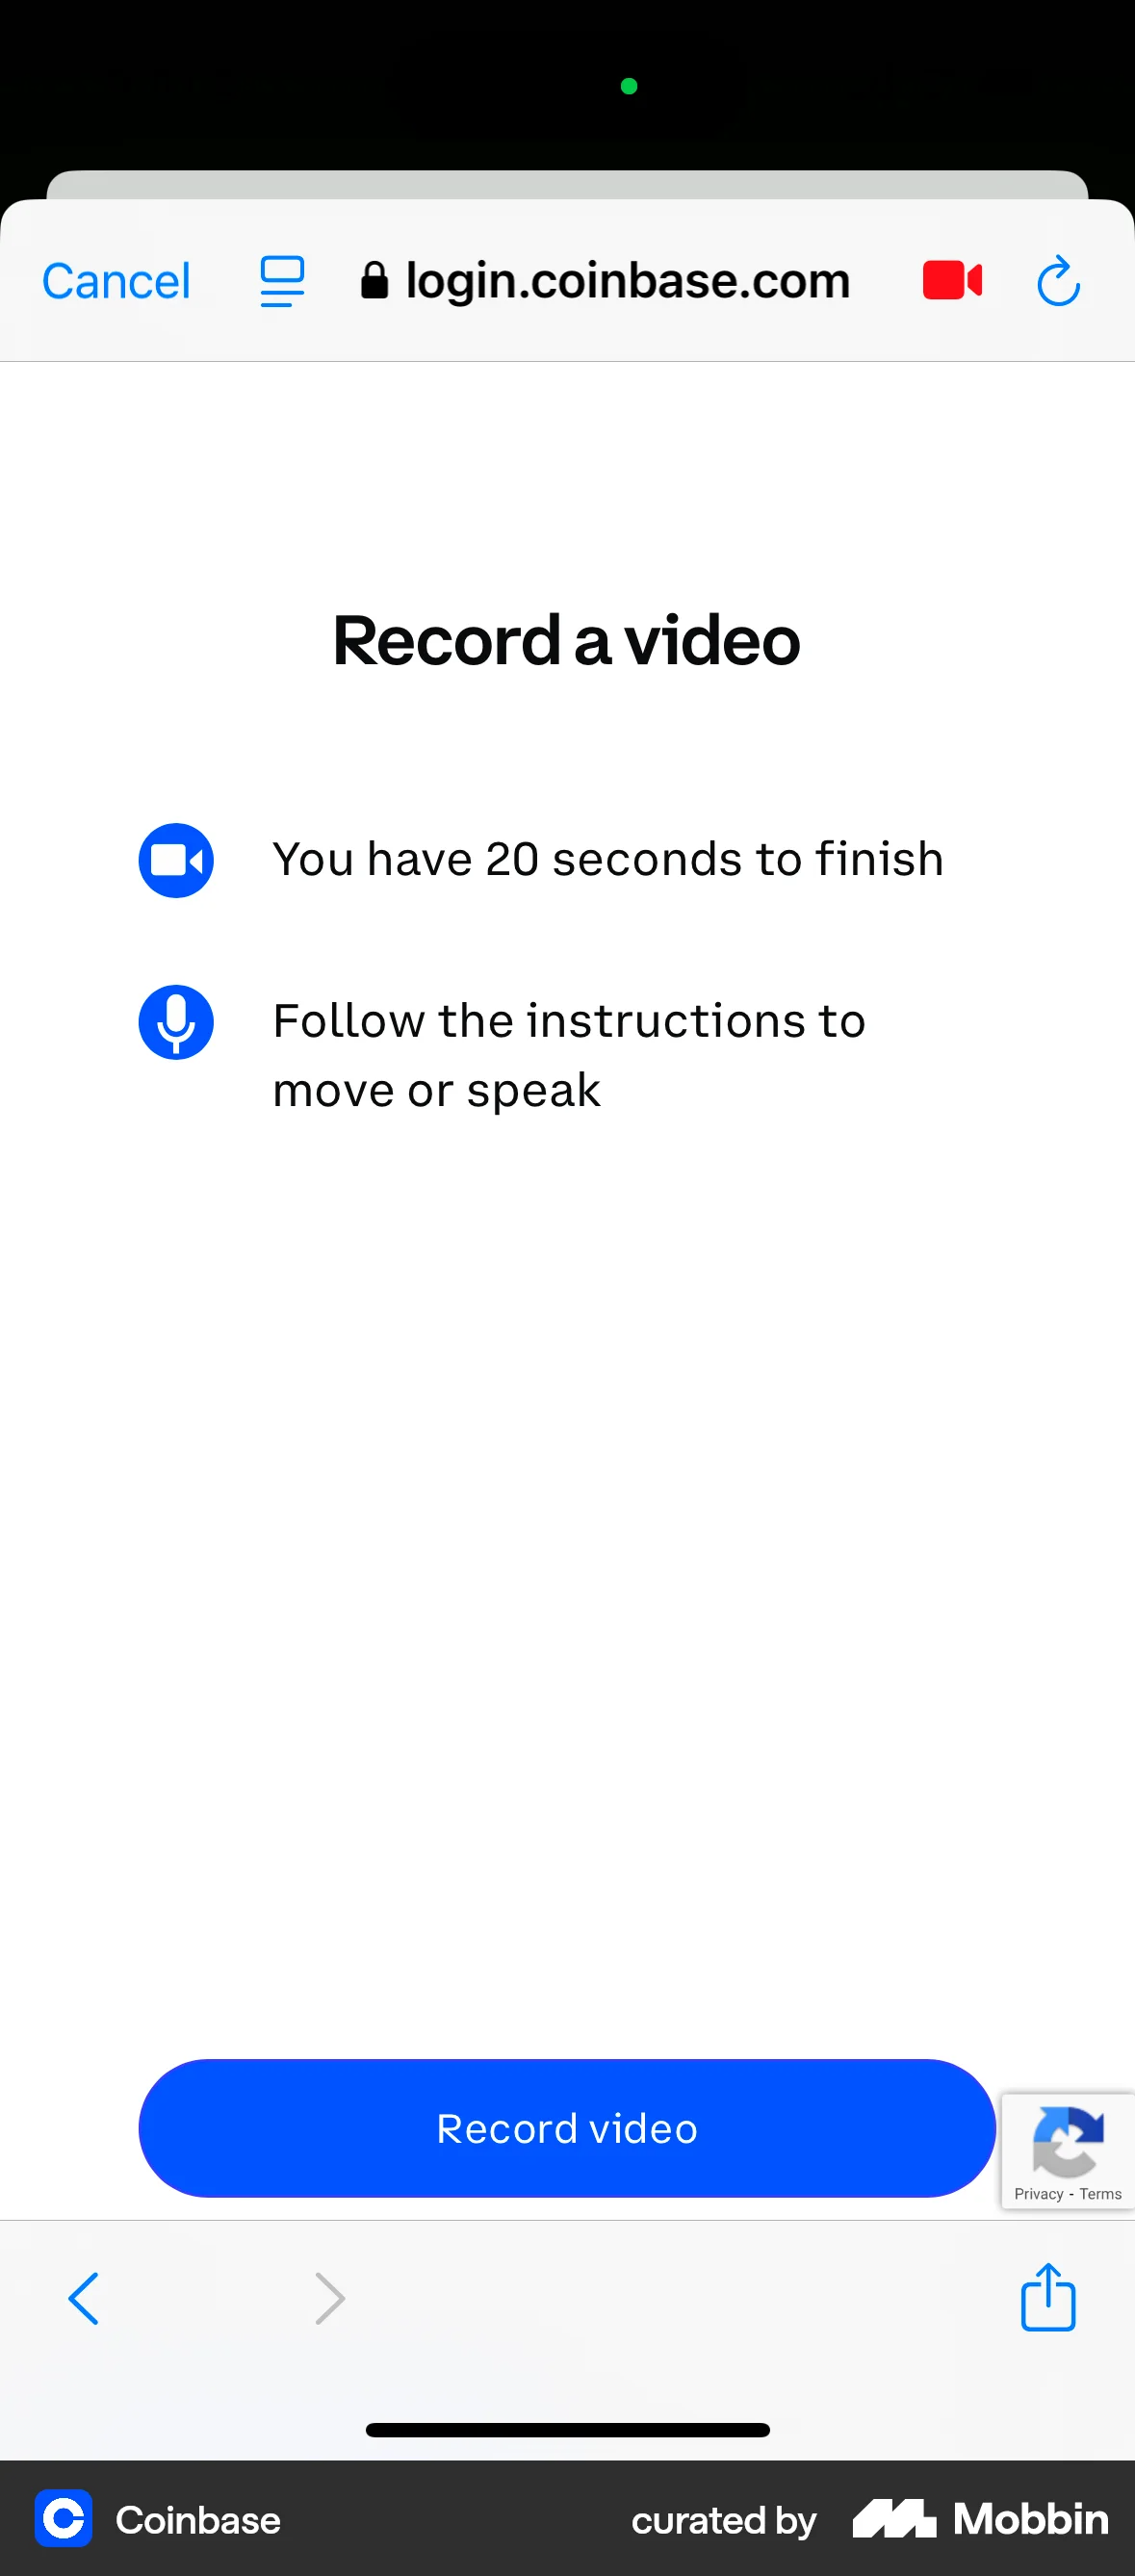 Cancel login.coinbase.com
Record a video
You have 20 seconds to finish
Follow the instructions to
move or speak
Record video
Privacy - Terms
Coinbase curated by Mobbin